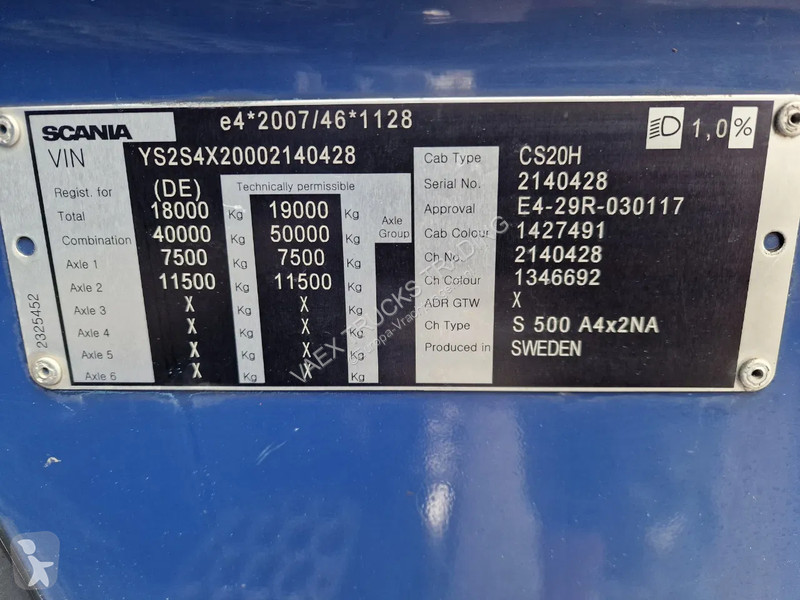 SCANIA e4*2007/46*1128 1,0%
VIN YS2S4X20002140428 Cab Type CS20H
Serial No. 2140428
Regist. for (DE) Technically permissible Approval E4-29R-030117
Total 18000 Kg 19000 Kg Axle Group Cab Colour 1427491
Combination 40000 Kg 50000 Kg Ch No. 2140428
Axle 1 7500 Kg 7500 Kg Ch Colour 1346692
Axle 2 11500 Kg 11500 Kg ADR GTW X
Axle 3 X Kg X Kg Ch Type S 500 A4x2NA
Axle 4 X Kg X Kg Produced in SWEDEN
Axle 5 X Kg X Kg
Axle 6 X Kg X Kg
2325452
VAEX TRUCKS TRADING